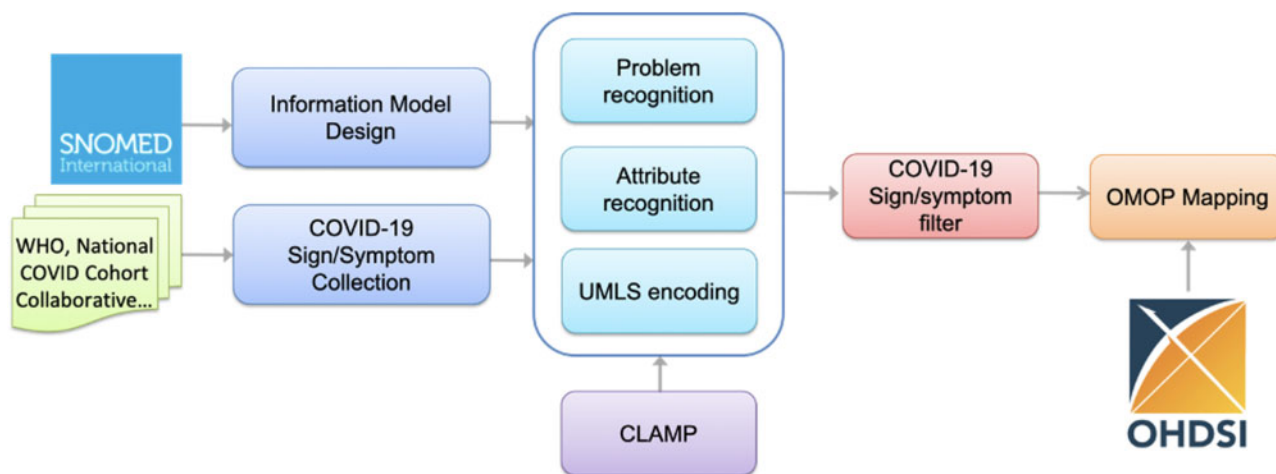 SNOMED
International
Information Model
Design
WHO, National
COVID Cohort
Collaborative...
COVID-19
Sign/Symptom
Collection
Problem
recognition
Attribute
recognition
UMLS encoding
CLAMP
COVID-19
Sign/symptom
filter
OMOP Mapping
OHDSI